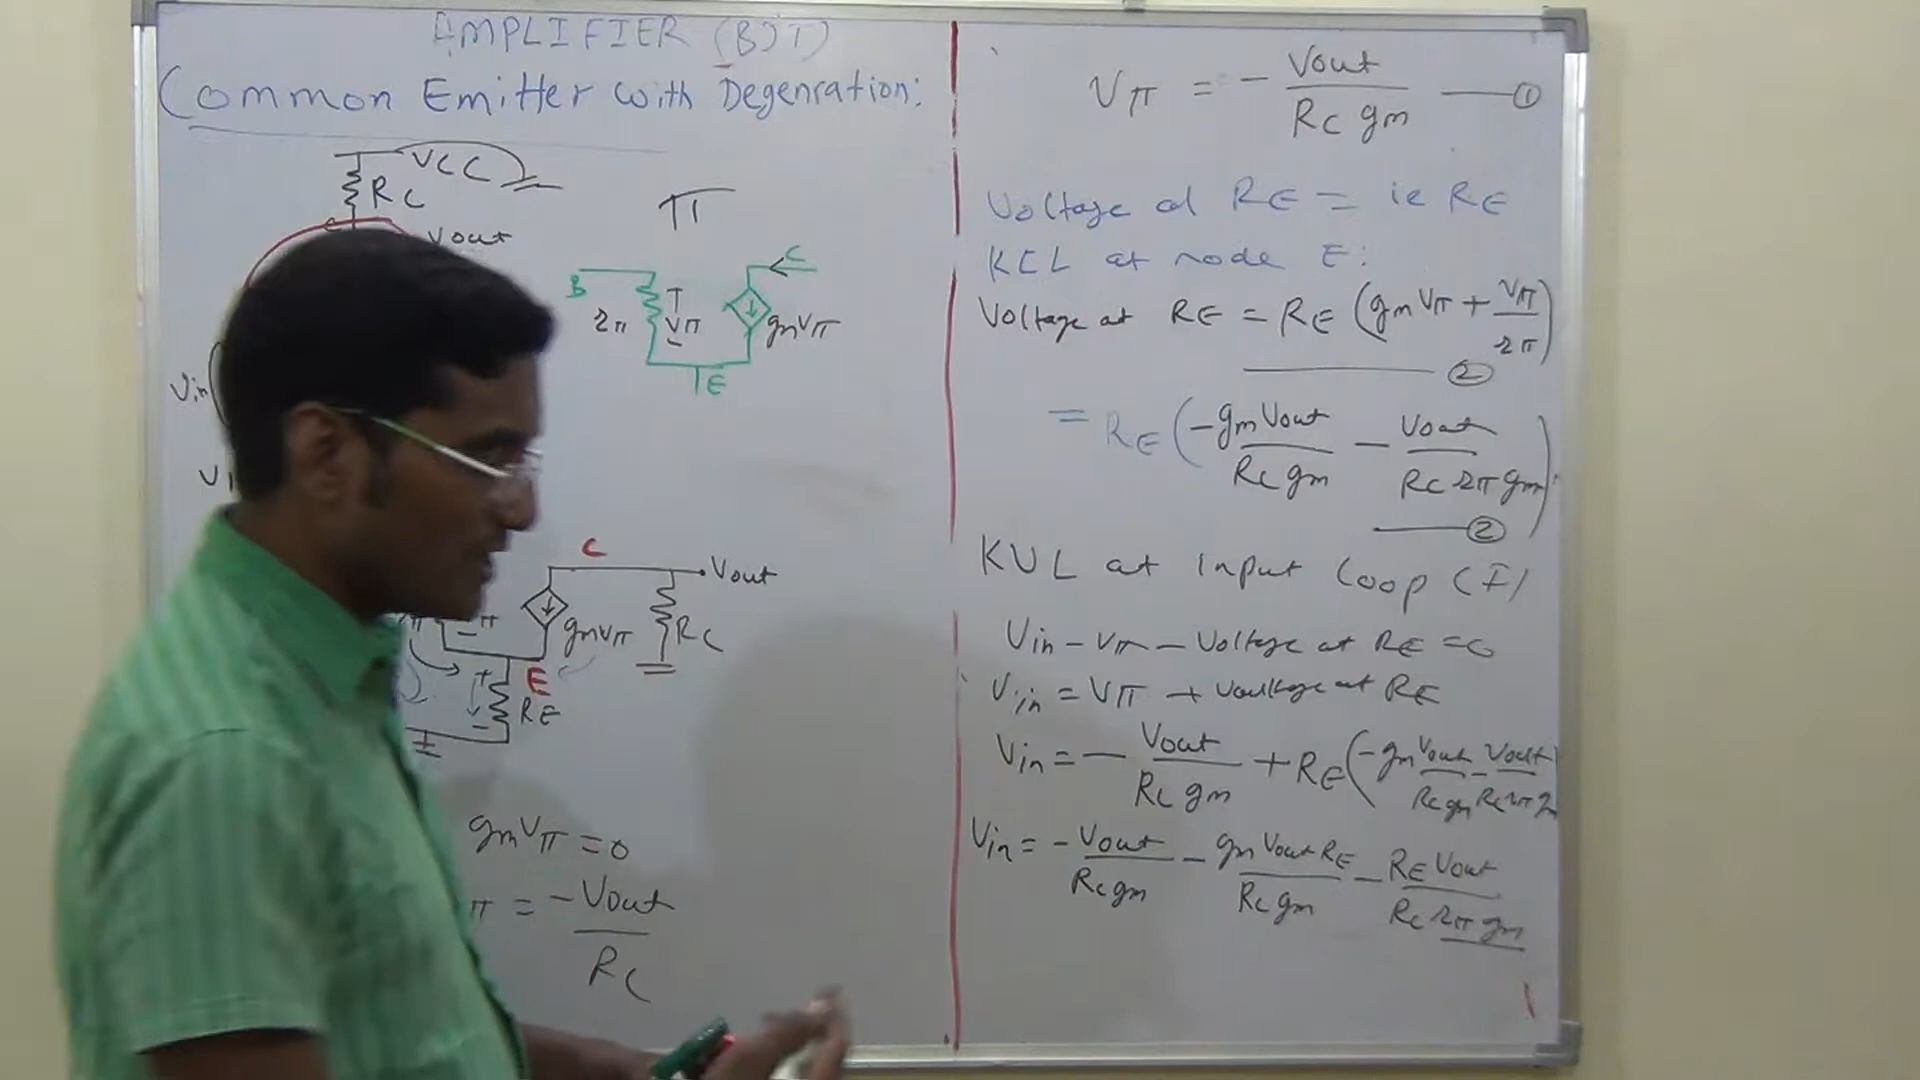 AMPLIFIER (BJT)
Common Emitter with Degenration:
VCC
RC
Vout
π
B
rπ
+
Vπ
-
C
gmVπ
E
Vin
C
Vout
gmVπ
RC
π
-
+
E
RE
-
gmVπ = 0
π = -Vout / RC
Vπ = - Vout / RC gm — ①
Voltage at RE = ie RE
KCL at node E:
Voltage at RE = RE (gmVπ + Vπ / rπ)
— ②
= RE (-gm Vout / RC gm - Vout / RC rπ gm)
— ②
KVL at input loop (I)
Vin - Vπ - Voltage at RE = 0
Vin = Vπ + Voultage at RE
Vin = - Vout / RC gm + RE (-gm Vout / RC gm - Vout / RC rπ gm
Vin = - Vout / RC gm - gm Vout RE / RC gm - RE Vout / RC rπ gm